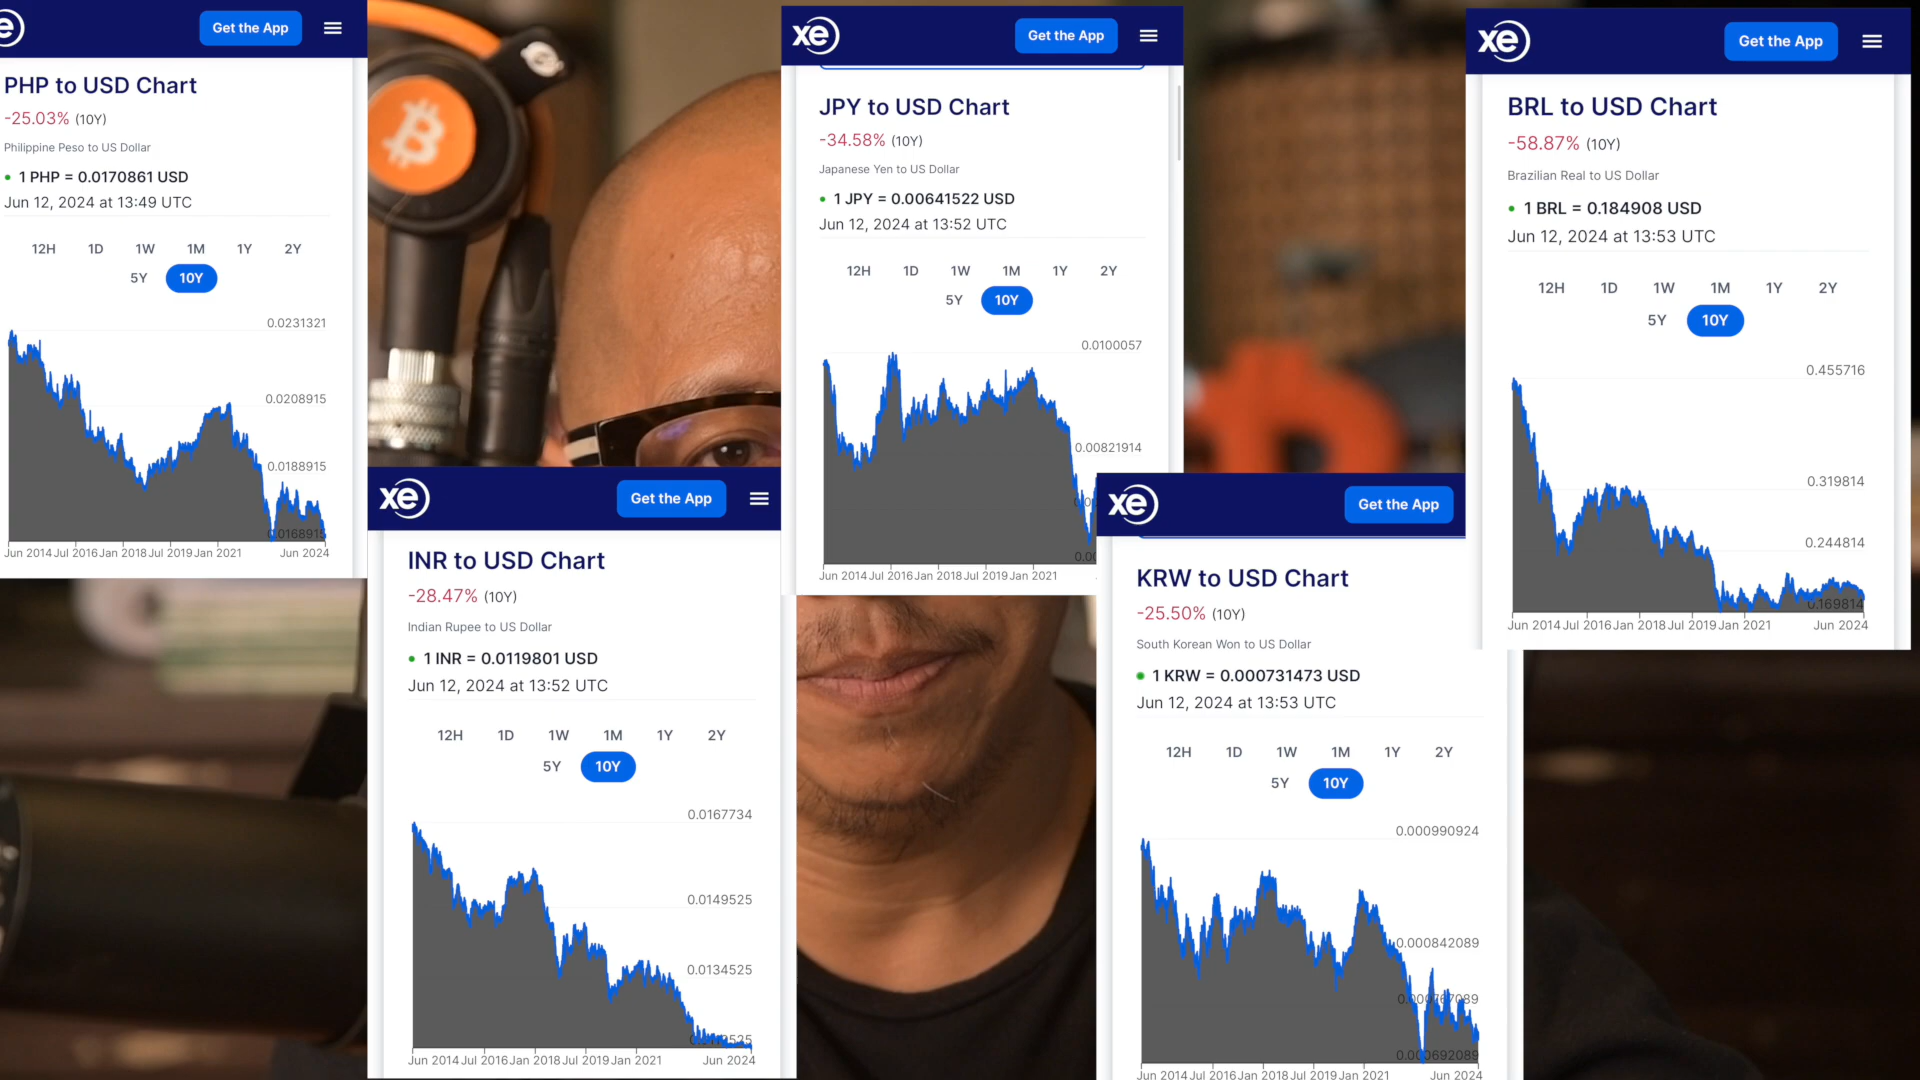 Get the App
PHP to USD Chart
-25.03% (10Y)
Philippine Peso to US Dollar
1 PHP = 0.0170861 USD
Jun 12, 2024 at 13:49 UTC
12H 1D 1W 1M 1Y 2Y
5Y 10Y
0.0231321
0.0208915
0.0188915
0.0168915
Jun 2014 Jul 2016 Jan 2018 Jul 2019 Jan 2021 Jun 2024
xe
Get the App
INR to USD Chart
-28.47% (10Y)
Indian Rupee to US Dollar
1 INR = 0.0119801 USD
Jun 12, 2024 at 13:52 UTC
12H 1D 1W 1M 1Y 2Y
5Y 10Y
0.0167734
0.0149525
0.0134525
Jun 2014 Jul 2016 Jan 2018 Jul 2019 Jan 2021 Jun 2024
xe
Get the App
JPY to USD Chart
-34.58% (10Y)
Japanese Yen to US Dollar
1 JPY = 0.00641522 USD
Jun 12, 2024 at 13:52 UTC
12H 1D 1W 1M 1Y 2Y
5Y 10Y
0.0100057
0.00821914
Jun 2014 Jul 2016 Jan 2018 Jul 2019 Jan 2021
xe
Get the App
KRW to USD Chart
-25.50% (10Y)
South Korean Won to US Dollar
1 KRW = 0.000731473 USD
Jun 12, 2024 at 13:53 UTC
12H 1D 1W 1M 1Y 2Y
5Y 10Y
0.000990924
0.000842089
0.000767089
0.000692089
Jun 2014 Jul 2016 Jan 2018 Jul 2019 Jan 2021 Jun 2024
xe
Get the App
BRL to USD Chart
-58.87% (10Y)
Brazilian Real to US Dollar
1 BRL = 0.184908 USD
Jun 12, 2024 at 13:53 UTC
12H 1D 1W 1M 1Y 2Y
5Y 10Y
0.455716
0.319814
0.244814
0.169814
Jun 2014 Jul 2016 Jan 2018 Jul 2019 Jan 2021 Jun 2024